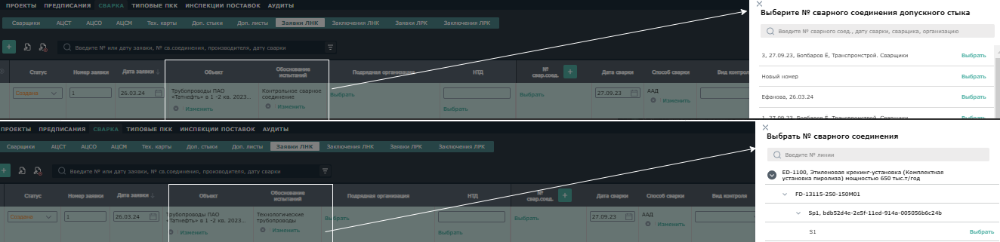 ПРОЕКТЫ ПРЕДПИСАНИЯ СВАРКА ТИПОВЫЕ ПКК ИНСПЕКЦИИ ПОСТАВОК АУДИТЫ
Сварщики АЦСТ АЦСО АЦСМ Тех. карты Доп. стыки Доп. листы Заявки ЛНК Заключения ЛНК Заявки ЛРК Заключения ЛРК
Введите № или дату заявки, № св.соединения, производителя, дату сварки
Статус Номер заявки Дата заявки ↓ Объект Обоснование испытаний Подрядная организация НТД № свар.соед. Дата сварки Способ сварки Вид контроля
Создана 1 26.03.24 Трубопроводы ПАО «Татнефть» в 1 -2 кв. 2023... Контрольное сварное соединение Выбрать Выбрать 27.09.23 ААД
Изменить Изменить Выбрать Изменить
Выберите № сварного соединения допускного стыка
Введите № сварного соед., дату сварки, сварщика, организацию
3, 27.09.23, Болбаров Ё, Транспромстрой. Сварщики Выбрать
Новый номер Выбрать
Ефанова, 26.03.24 Выбрать
1, 27.09.23, Болбаров Ё, Транспромстрой. Сварщики Выбрать
ПРОЕКТЫ ПРЕДПИСАНИЯ СВАРКА ТИПОВЫЕ ПКК ИНСПЕКЦИИ ПОСТАВОК АУДИТЫ
Сварщики АЦСТ АЦСО АЦСМ Тех. карты Доп. стыки Доп. листы Заявки ЛНК Заключения ЛНК Заявки ЛРК Заключения ЛРК
Введите № или дату заявки, № св.соединения, производителя, дату сварки
Статус Номер заявки Дата заявки ↓ Объект Обоснование испытаний Подрядная организация НТД № свар.соед. Дата сварки Способ сварки Вид контроля
Создана 1 26.03.24 Трубопроводы ПАО «Татнефть» в 1 -2 кв. 2023... Технологические трубопроводы Выбрать Выбрать 27.09.23 ААД
Изменить Изменить Выбрать Изменить
Выбрать № сварного соединения
Введите № линии
ED-1100, Этиленовая крекинг-установка (Комплектная
установка пиролиза) мощностью 650 тыс.т/год
FD-13115-250-150M01
Sp1, bdb52d4e-2e5f-11ed-914a-005056b6c24b
S1 Выбрать